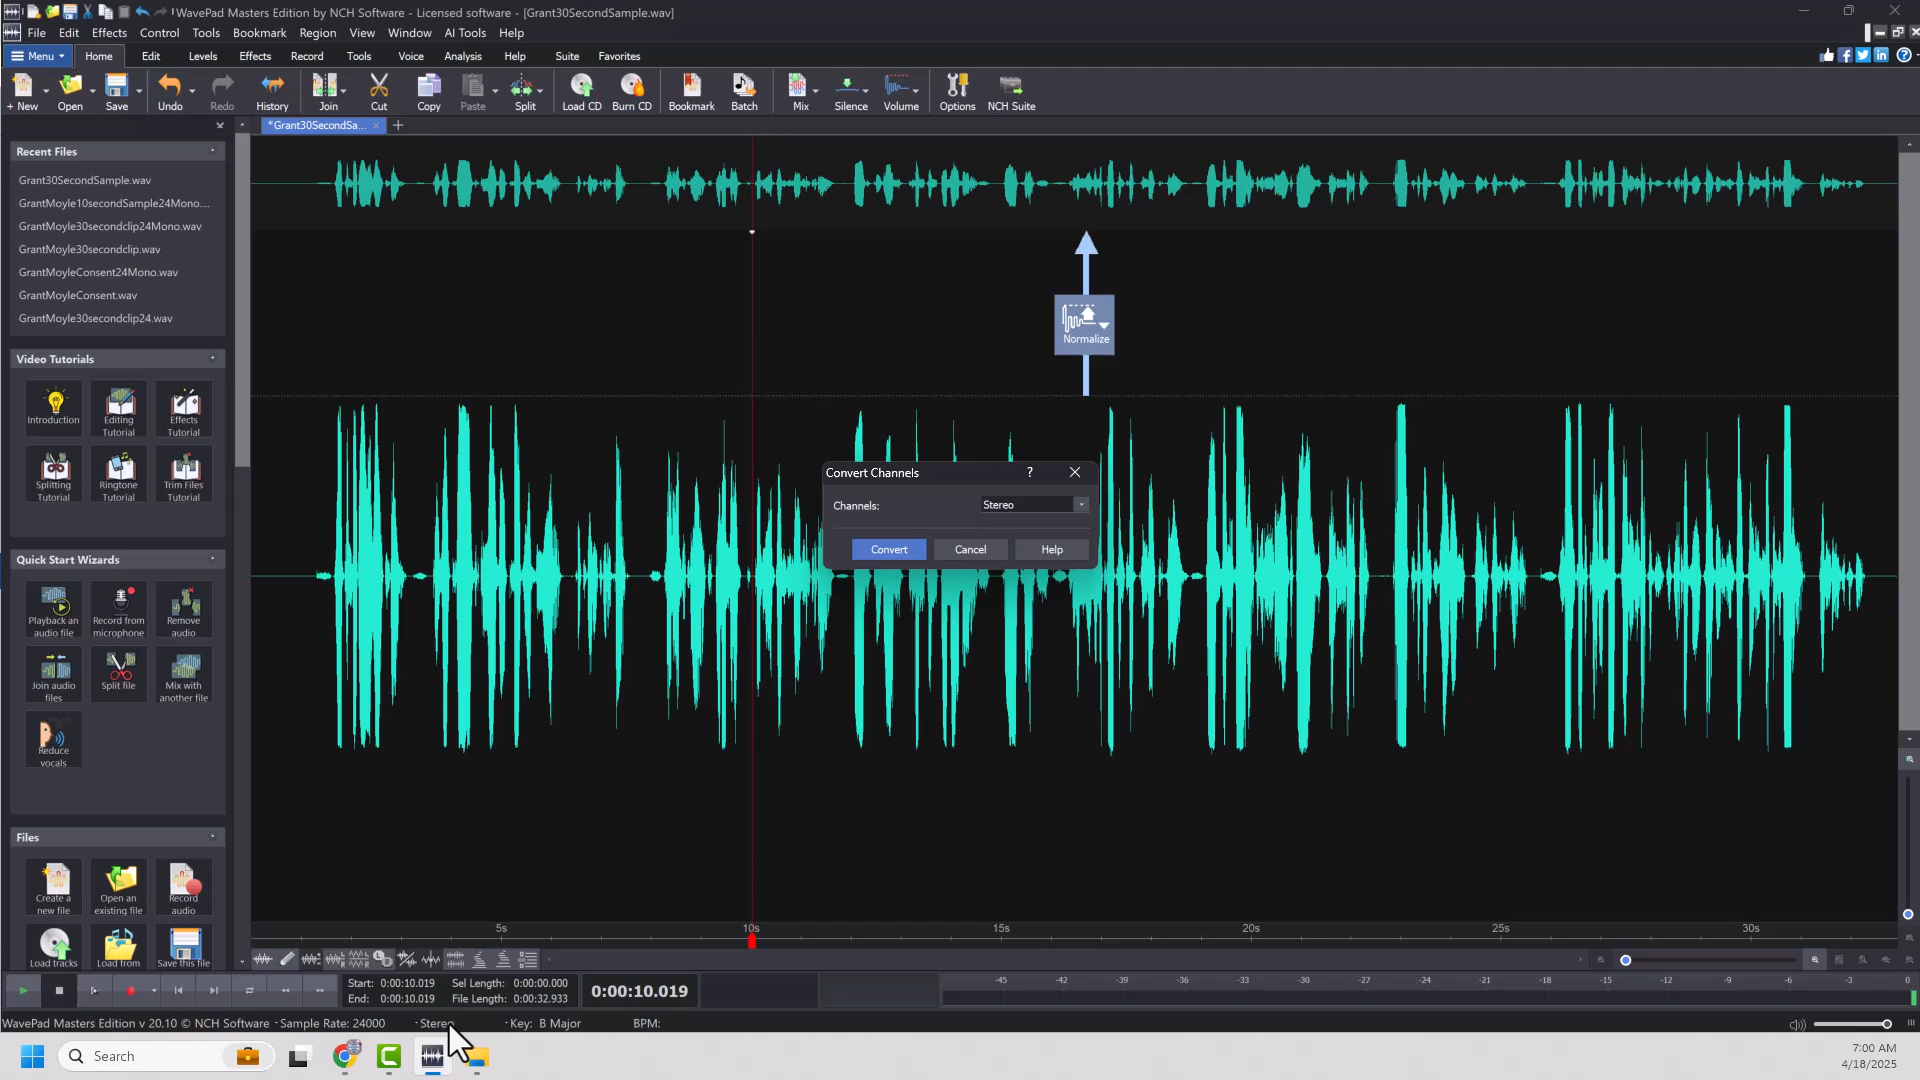 WavePad Masters Edition by NCH Software - Licensed software - [Grant30SecondSample.wav]
File Edit Effects Control Tools Bookmark Region View Window AI Tools Help
Menu Home Edit Levels Effects Record Tools Voice Analysis Help Suite Favorites
+ New Open Save Undo Redo History Join Cut Copy Paste Split Load CD Burn CD Bookmark Batch Mix Silence Volume Options NCH Suite
*Grant30SecondSa...
Recent Files
Grant30SecondSample.wav
GrantMoyle10secondSample24Mono....
GrantMoyle30secondclip24Mono.wav
GrantMoyle30secondclip.wav
GrantMoyleConsent24Mono.wav
GrantMoyleConsent.wav
GrantMoyle30secondclip24.wav
Video Tutorials
Introduction
Editing Tutorial
Effects Tutorial
Splitting Tutorial
Ringtone Tutorial
Trim Files Tutorial
Quick Start Wizards
Playback an audio file
Record from microphone
Remove audio
Join audio files
Split file
Mix with another file
Reduce vocals
Files
Create a new file
Open an existing file
Record audio
Load tracks
Load from
Save this file
Normalize
Convert Channels ?
Channels: Stereo
Convert Cancel Help
5s 10s 15s 20s 25s 30s
Start: 0:00:10.019 Sel Length: 0:00:00.000
End: 0:00:10.019 File Length: 0:00:32.933
0:00:10.019
-45 -42 -39 -36 -33 -30 -27 -24 -21 -18 -15 -12 -9 -6 -3 0
WavePad Masters Edition v 20.10 © NCH Software Sample Rate: 24000 Stereo Key: B Major BPM:
Search
7:00 AM
4/18/2025